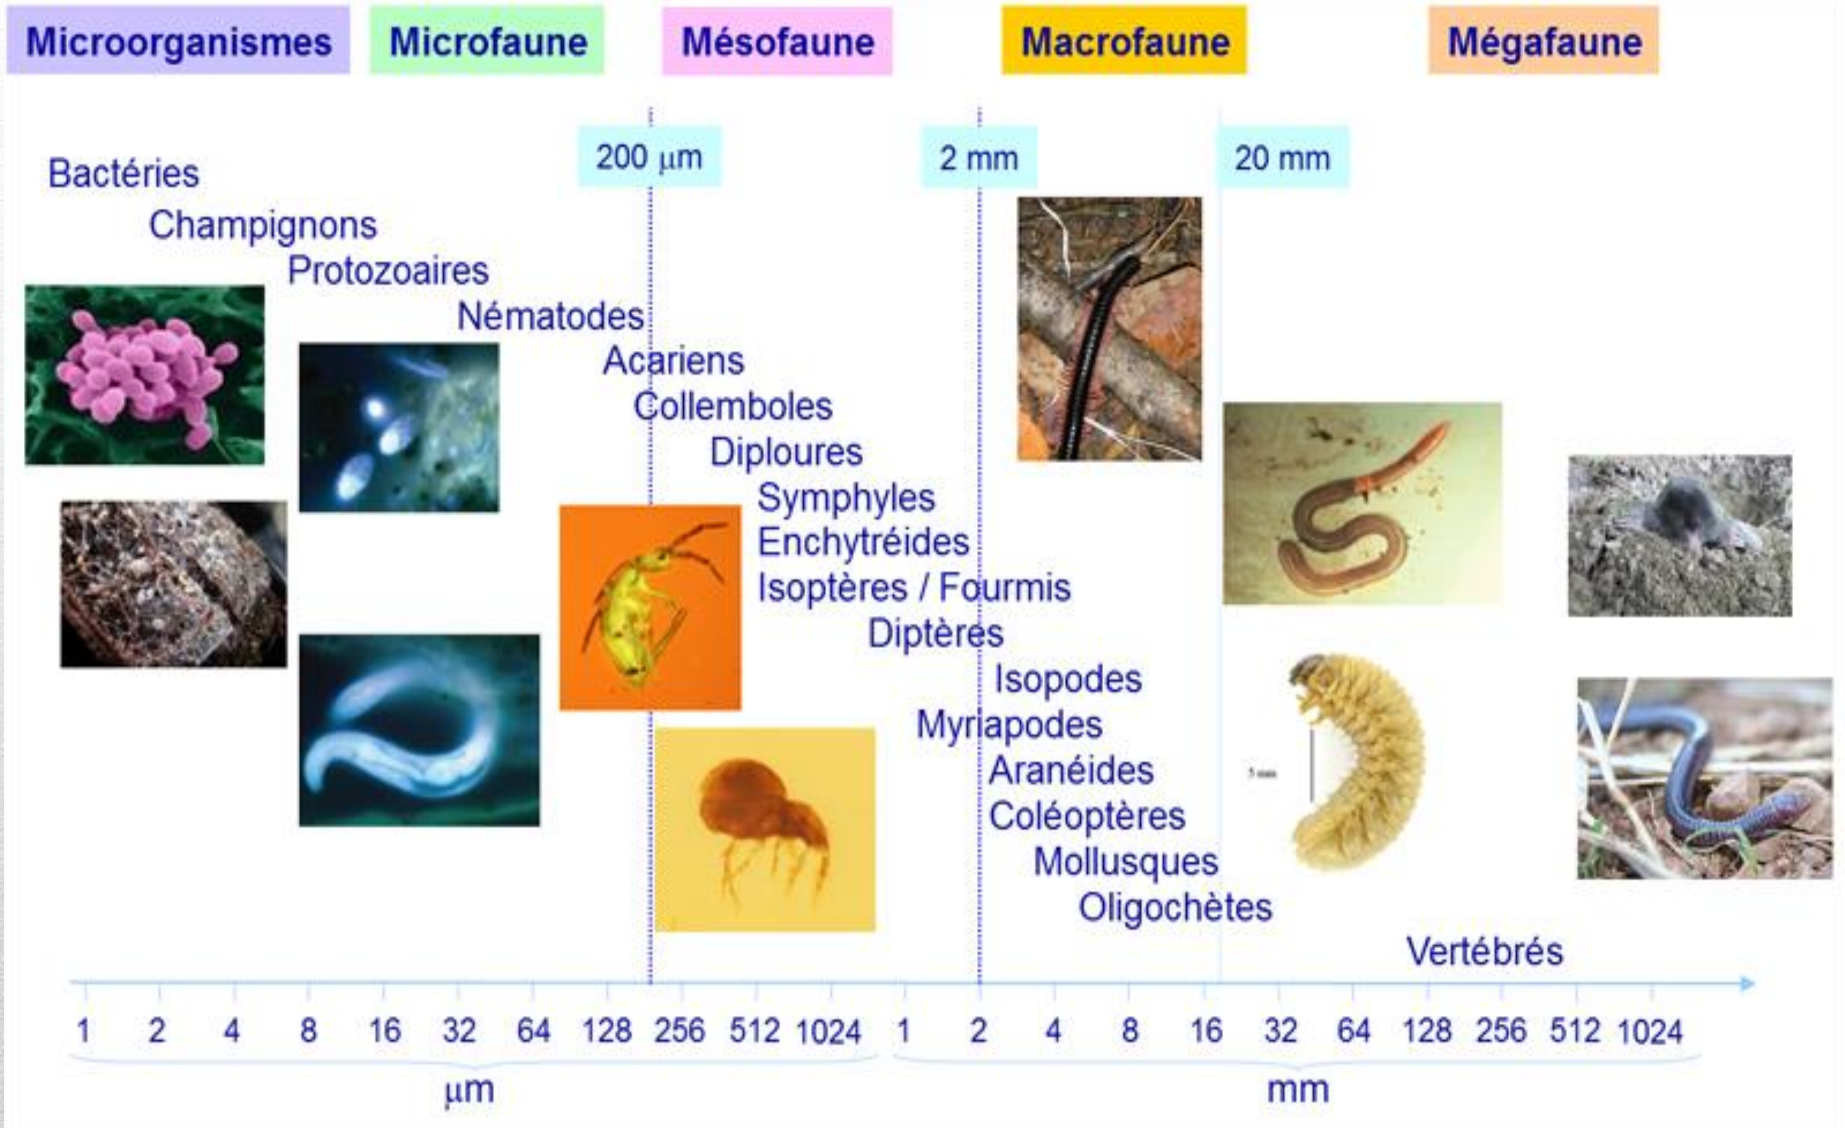 Microorganismes Microfaune Mésofaune Macrofaune Mégafaune
200 μm 2 mm 20 mm
Bactéries
Champignons
Protozoaires
Nématodes
Acariens
Collemboles
Diploures
Symphyles
Enchytréides
Isoptères / Fourmis
Diptères
Isopodes
Myriapodes
Aranéides
5 mm
Coléoptères
Mollusques
Oligochètes
Vertébrés
1 2 4 8 16 32 64 128 256 512 1024 1 2 4 8 16 32 64 128 256 512 1024
μm mm